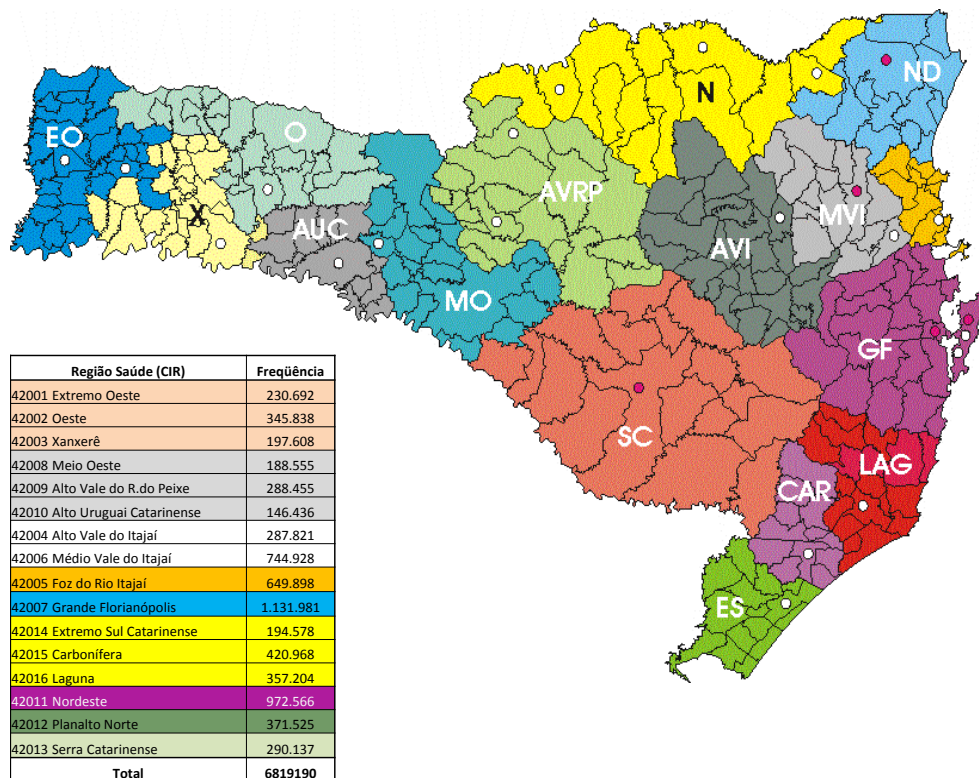 ND
N
EO
O
AVRP
X
AUC
MVI
AVI
MO
GF
SC
LAG
CAR
ES
Região Saúde (CIR) Freqüência
42001 Extremo Oeste 230.692
42002 Oeste 345.838
42003 Xanxerê 197.608
42008 Meio Oeste 188.555
42009 Alto Vale do R.do Peixe 288.455
42010 Alto Uruguai Catarinense 146.436
42004 Alto Vale do Itajaí 287.821
42006 Médio Vale do Itajaí 744.928
42005 Foz do Rio Itajaí 649.898
42007 Grande Florianópolis 1.131.981
42014 Extremo Sul Catarinense 194.578
42015 Carbonífera 420.968
42016 Laguna 357.204
42011 Nordeste 972.566
42012 Planalto Norte 371.525
42013 Serra Catarinense 290.137
Total 6819190